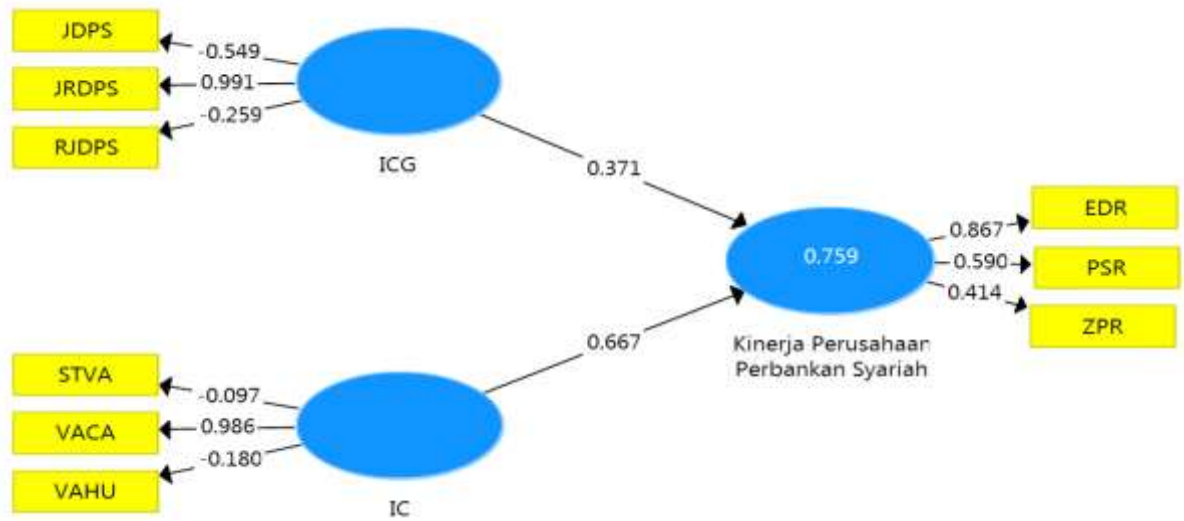 JDPS
-0.549
JRDPS
0.991
RJDPS
-0.259
ICG
0.371
EDR
0.867
0.759
0.590
PSR
0.414
ZPR
0.667
Kinerja Perusahaan
Perbankan Syariah
STVA
-0.097
VACA
0.986
VAHU
-0.180
IC